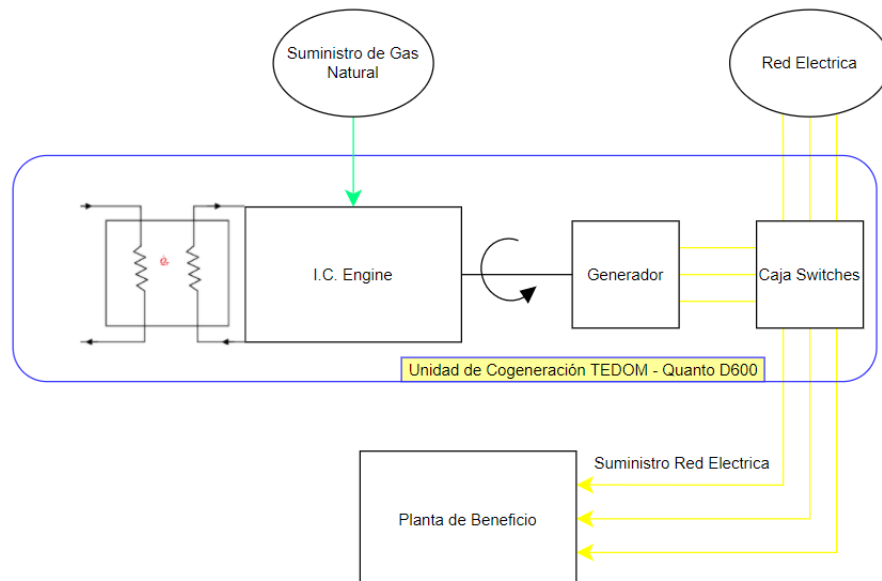 Suministro de Gas
Natural
Red Electrica
I.C. Engine
Generador
Caja Switches
Unidad de Cogeneración TEDOM - Quanto D600
Suministro Red Electrica
Planta de Beneficio